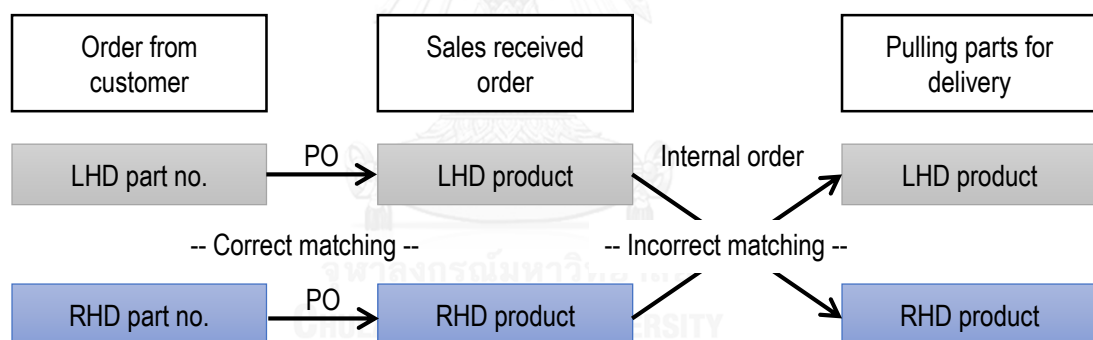 Order from
customer
Sales received
order
Pulling parts for
delivery
LHD part no.
PO
LHD product
Internal order
LHD product
-- Correct matching --
-- Incorrect matching --
RHD part no.
PO
RHD product
RHD product